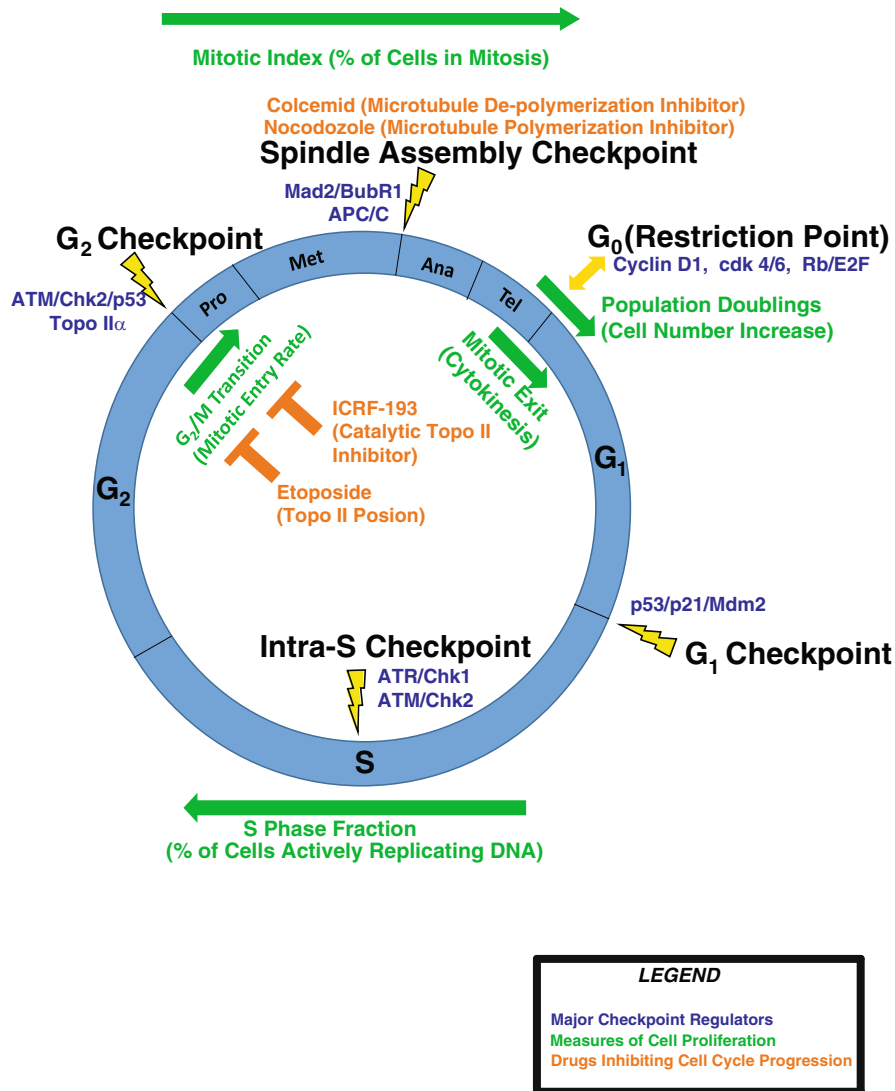 Mitotic Index (% of Cells in Mitosis)
Colcemid (Microtubule De-polymerization Inhibitor)
Nocodozole (Microtubule Polymerization Inhibitor)
Spindle Assembly Checkpoint
Mad2/BubR1
APC/C
G₂ Checkpoint
ATM/Chk2/p53
Topo IIα
G₀(Restriction Point)
Cyclin D1, cdk 4/6, Rb/E2F
Population Doublings
(Cell Number Increase)
Pro
Met
Ana
Tel
G₂/M Transition
(Mitotic Entry Rate)
Mitotic Exit
(Cytokinesis)
ICRF-193
(Catalytic Topo II
Inhibitor)
Etoposide
(Topo II Posion)
G₂
G₁
p53/p21/Mdm2
G₁ Checkpoint
Intra-S Checkpoint
ATR/Chk1
ATM/Chk2
S
S Phase Fraction
(% of Cells Actively Replicating DNA)
LEGEND
Major Checkpoint Regulators
Measures of Cell Proliferation
Drugs Inhibiting Cell Cycle Progression